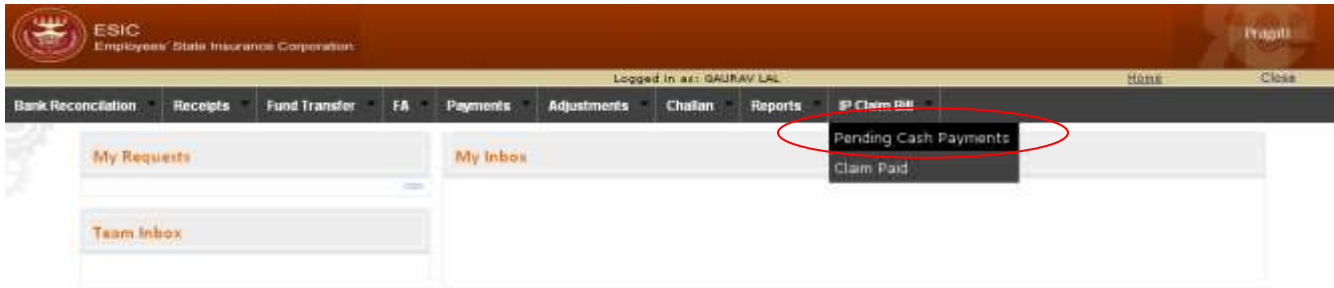 ESIC
Employees' State Insurance Corporation
Pragati
Logged in as: GAURAV LAL Home Close
Bank Reconcilation Receipts Fund Transfer FA Payments Adjustments Challan Reports IP Claim Bill
Pending Cash Payments
Claim Paid
My Requests
My Inbox
Team Inbox